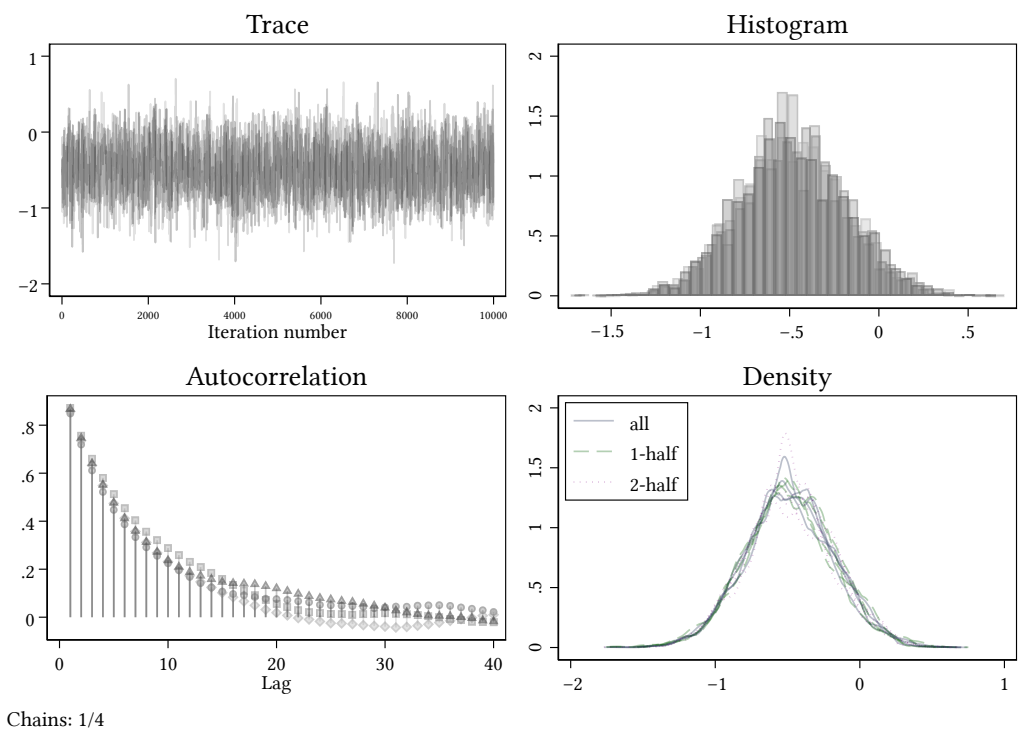 Trace
1
0
−1
−2
0 2000 4000 6000 8000 10000
Iteration number
Histogram
2
1.5
1
.5
0
−1.5 −1 −.5 0 .5
Autocorrelation
.8
.6
.4
.2
0
0 10 20 30 40
Lag
Density
2
1.5
1
.5
0
all
1-half
2-half
−2 −1 0 1
Chains: 1/4